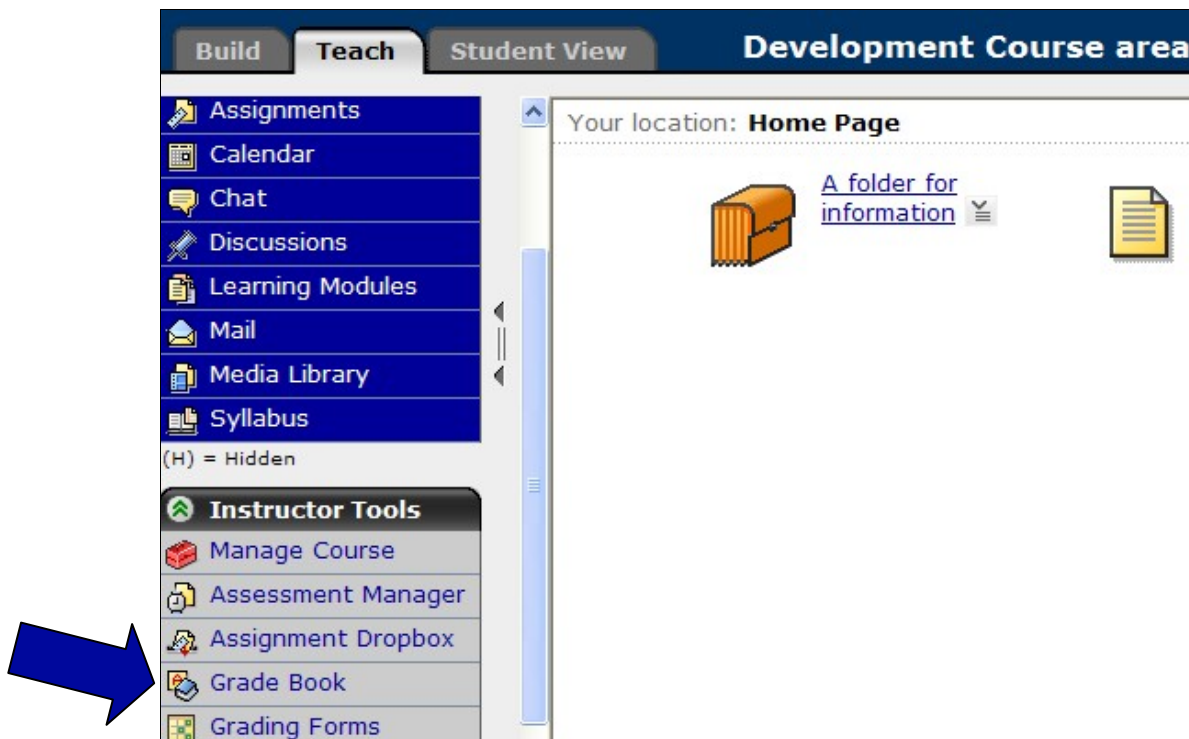 Build Teach Student View Development Course area
Assignments
Calendar
Chat
Discussions
Learning Modules
Mail
Media Library
Syllabus
(H) = Hidden
Instructor Tools
Manage Course
Assessment Manager
Assignment Dropbox
Grade Book
Grading Forms
Your location: Home Page
A folder for
information